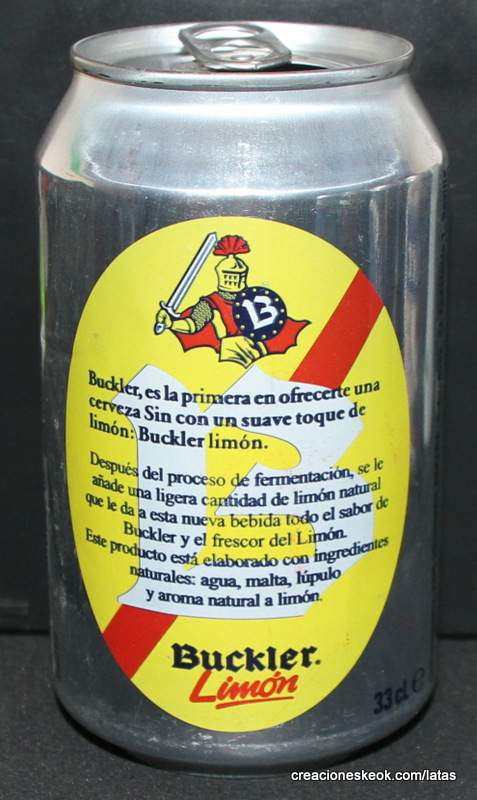 B
Buckler, es la primera en ofrecerte una
cerveza Sin con un suave toque de
limón: Buckler limón.
Después del proceso de fermentación, se le
añade una ligera cantidad de limón natural
que le da a esta nueva bebida todo el sabor de
Buckler y el frescor del Limón.
Este producto está elaborado con ingredientes
naturales: agua, malta, lúpulo
y aroma natural a limón.
Buckler.
Limón
33 cl. ℮
creacioneskeok.com/latas